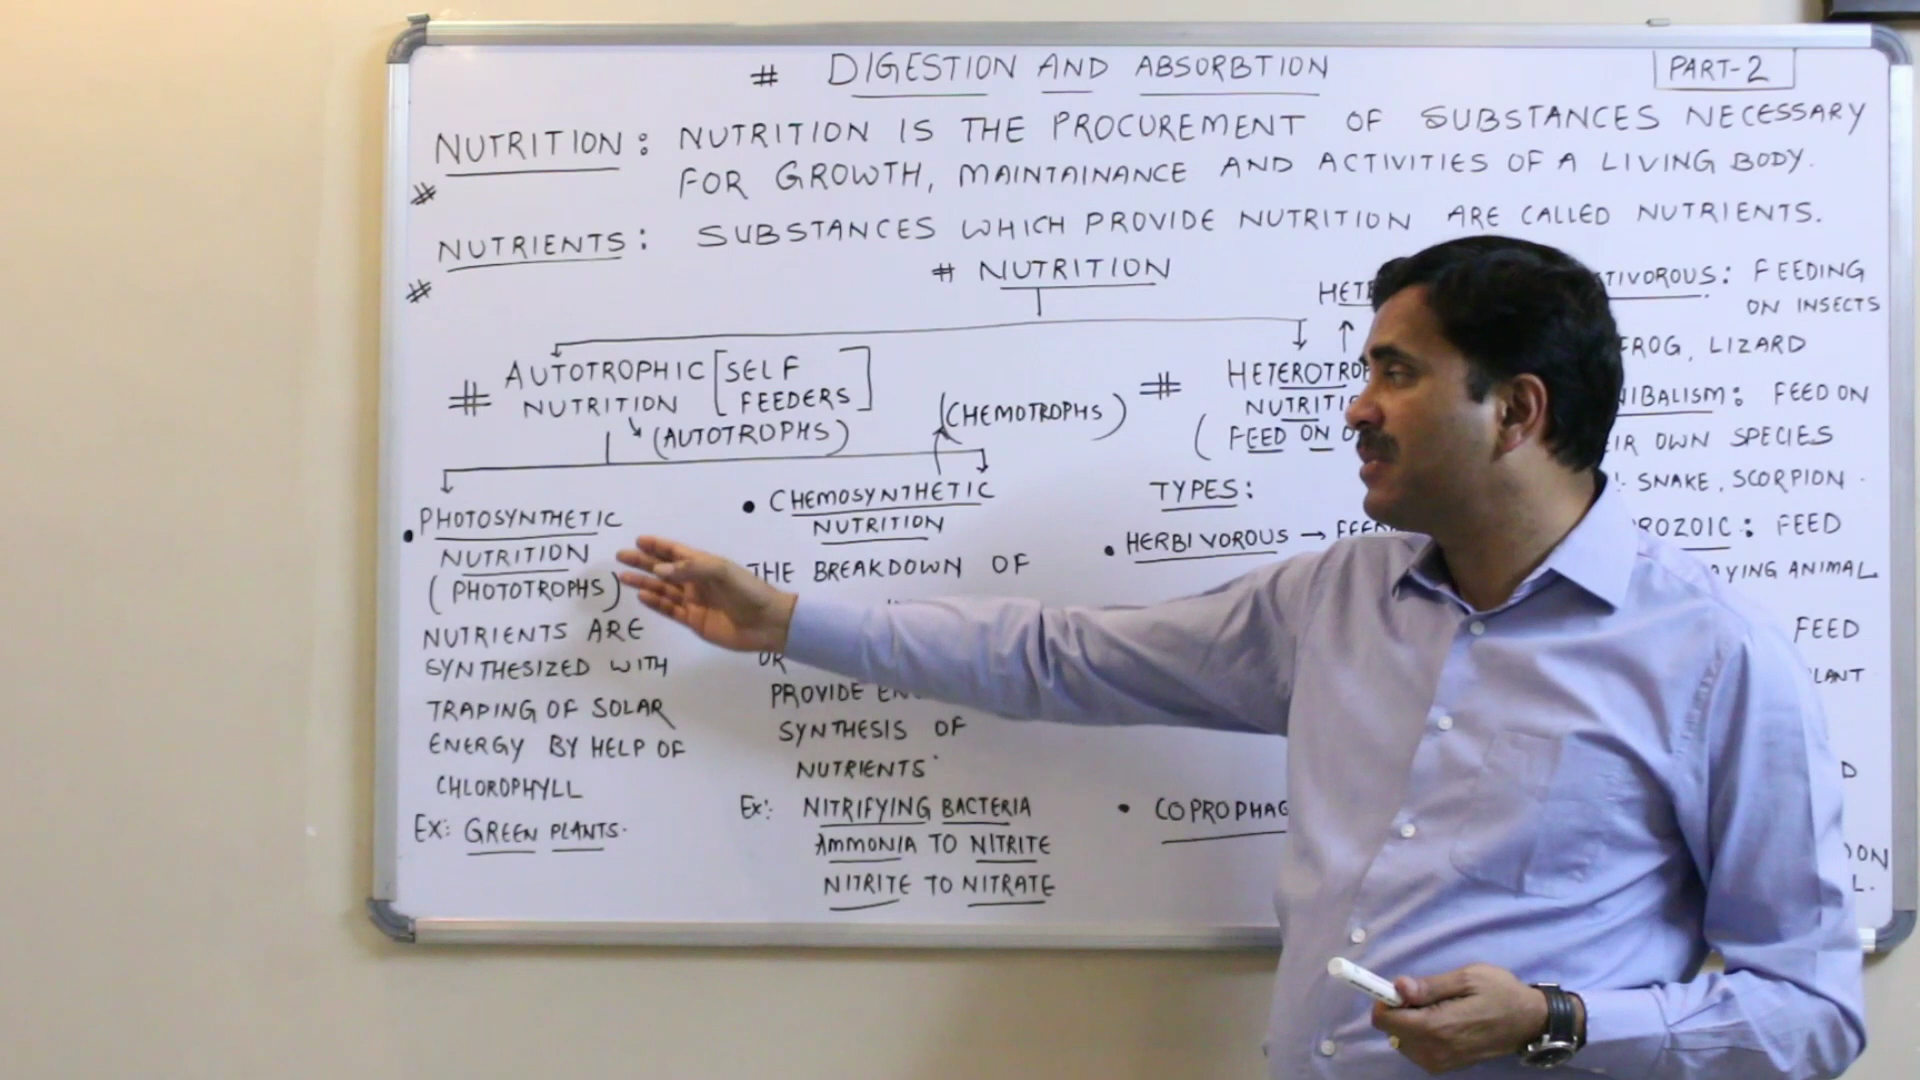 # DIGESTION AND ABSORBTION
PART-2
NUTRITION: NUTRITION IS THE PROCUREMENT OF SUBSTANCES NECESSARY
# FOR GROWTH, MAINTAINANCE AND ACTIVITIES OF A LIVING BODY.
NUTRIENTS: SUBSTANCES WHICH PROVIDE NUTRITION ARE CALLED NUTRIENTS.
#
# NUTRITION
# AUTOTROPHIC [SELF
NUTRITION FEEDERS]
(AUTOTROPHS)
• PHOTOSYNTHETIC
NUTRITION
(PHOTOTROPHS)
NUTRIENTS ARE
SYNTHESIZED WITH
TRAPING OF SOLAR
ENERGY BY HELP OF
CHLOROPHYLL
EX: GREEN PLANTS.
(CHEMOTROPHS)
• CHEMOSYNTHETIC
NUTRITION
THE BREAKDOWN OF
OR
PROVIDE
SYNTHESIS OF
NUTRIENTS
Ex: NITRIFYING BACTERIA
AMMONIA TO NITRITE
NITRITE TO NITRATE
HETE
# HETEROTROP
NUTRITI
(FEED ON O
TYPES:
• HERBIVOROUS → FEED
• COPROPHAG
TIVOROUS: FEEDING
ON INSECTS
FROG, LIZARD
NIBALISM: FEED ON
EIR OWN SPECIES
: SNAKE, SCORPION.
ROZOIC: FEED
AYING ANIMAL
FEED
LANT
D
ON
L.